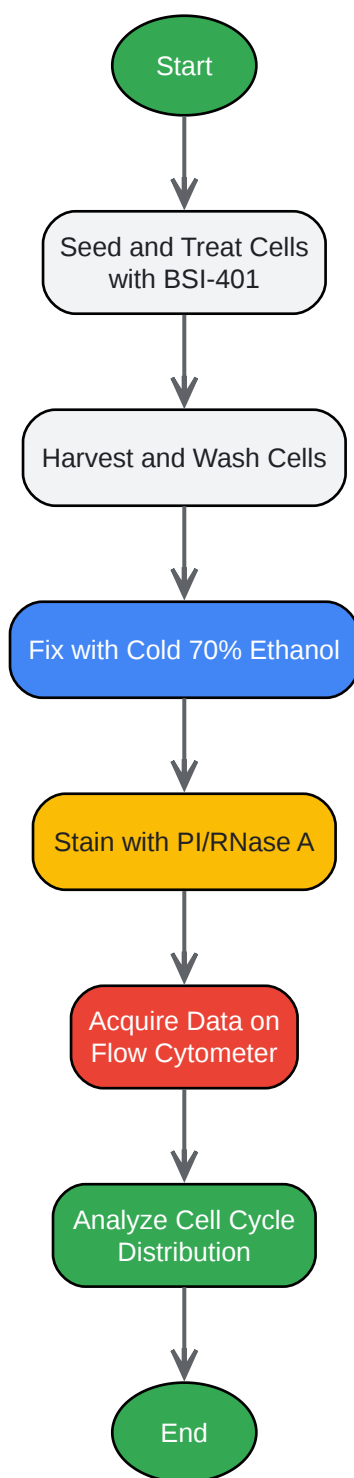 Start
Seed and Treat Cells
with BSI-401
Harvest and Wash Cells
Fix with Cold 70% Ethanol
Stain with PI/RNase A
Acquire Data on
Flow Cytometer
Analyze Cell Cycle
Distribution
End